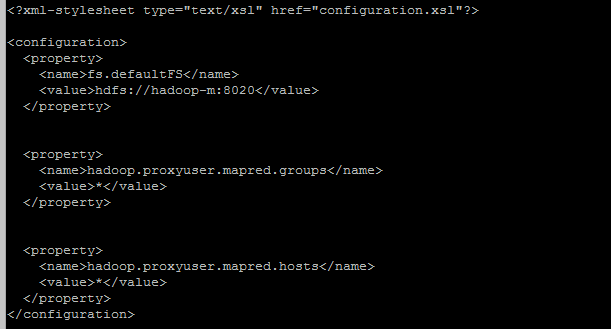 <?xml-stylesheet type="text/xsl" href="configuration.xsl"?>
<configuration>
  <property>
    <name>fs.defaultFS</name>
    <value>hdfs://hadoop-m:8020</value>
  </property>
  <property>
    <name>hadoop.proxyuser.mapred.groups</name>
    <value>*</value>
  </property>
  <property>
    <name>hadoop.proxyuser.mapred.hosts</name>
    <value>*</value>
  </property>
</configuration>